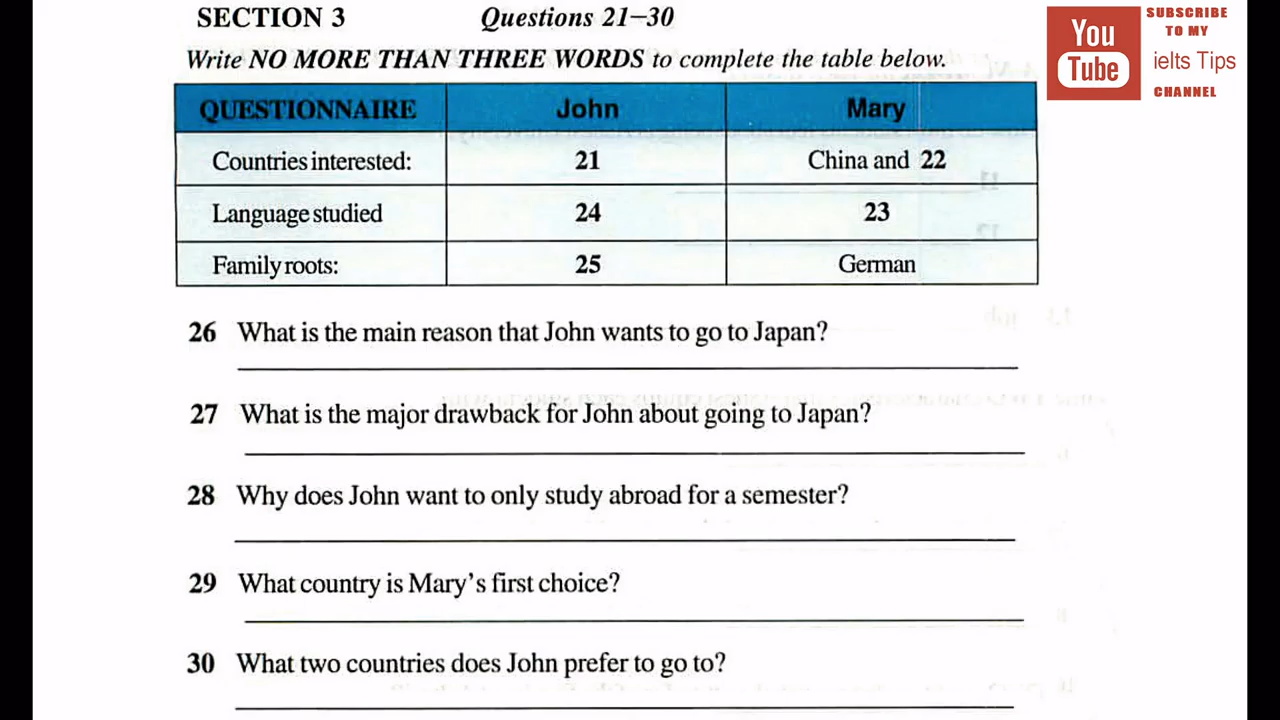 SECTION 3 Questions 21–30
Write NO MORE THAN THREE WORDS to complete the table below.
QUESTIONNAIRE John Mary
Countries interested: 21 China and 22
Language studied 24 23
Family roots: 25 German
26 What is the main reason that John wants to go to Japan?
27 What is the major drawback for John about going to Japan?
28 Why does John want to only study abroad for a semester?
29 What country is Mary's first choice?
30 What two countries does John prefer to go to?
You
Tube
SUBSCRIBE
TO MY
ielts Tips
CHANNEL